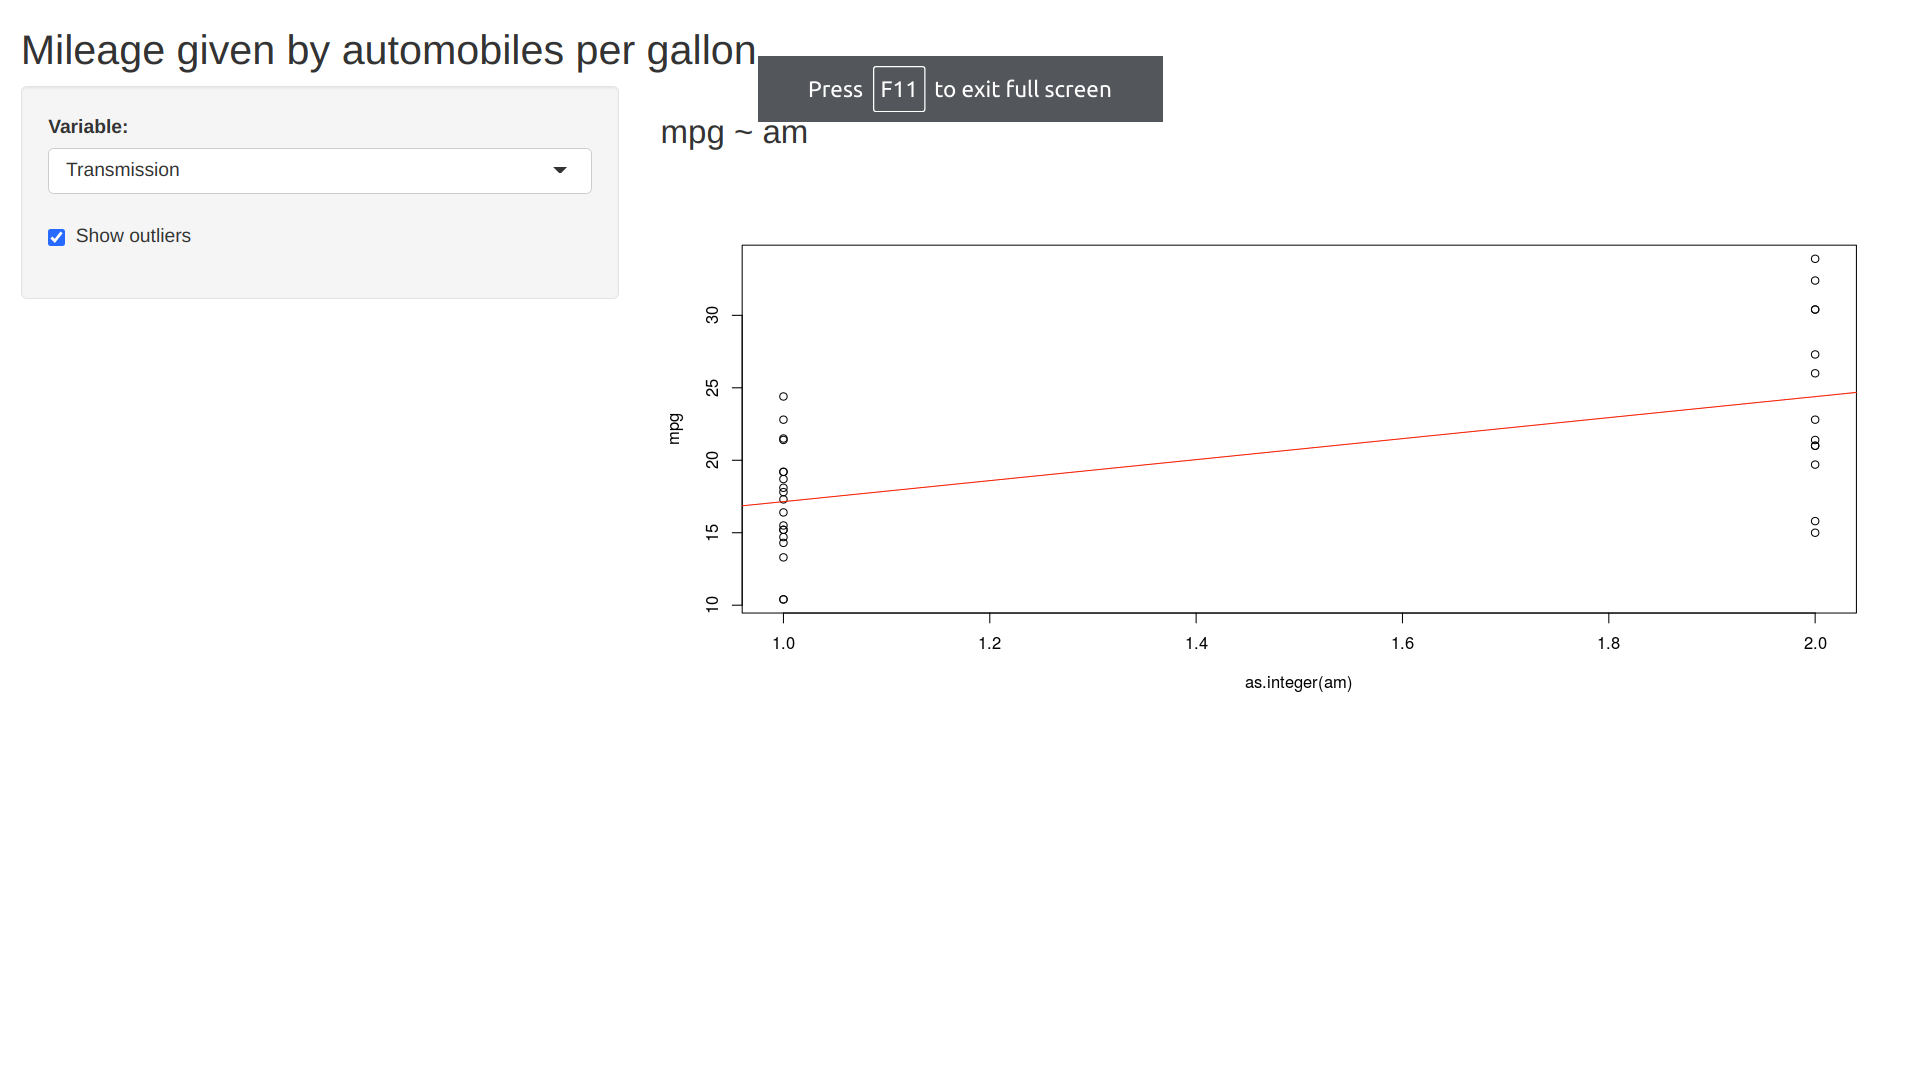 Mileage given by automobiles per gallon
Press F11 to exit full screen
Variable:
Transmission
Show outliers
mpg ~ am
mpg
30
25
20
15
10
1.0 1.2 1.4 1.6 1.8 2.0
as.integer(am)